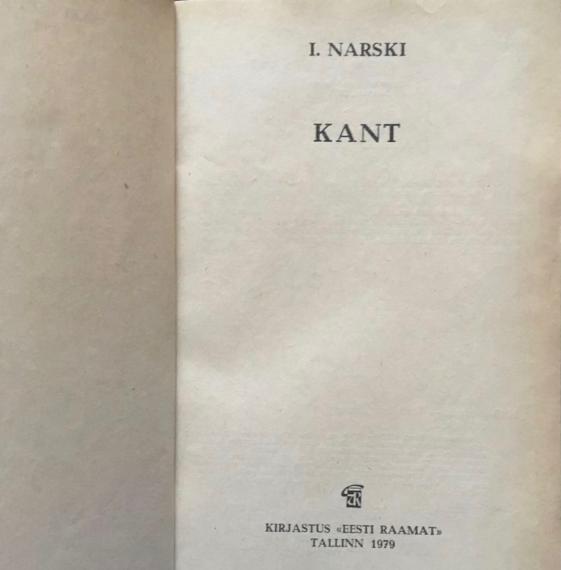 I. NARSKI
KANT
KIRJASTUS «EESTI RAAMAT»
TALLINN 1979